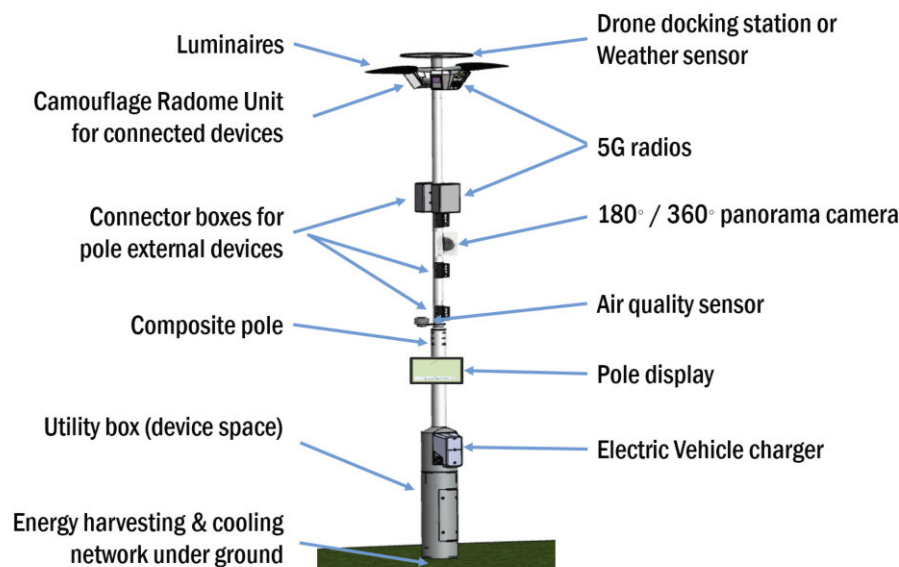 Luminaires
Camouflage Radome Unit
for connected devices
Connector boxes for
pole external devices
Composite pole
Utility box (device space)
Energy harvesting & cooling
network under ground
Drone docking station or
Weather sensor
5G radios
180° / 360° panorama camera
Air quality sensor
Pole display
Electric Vehicle charger